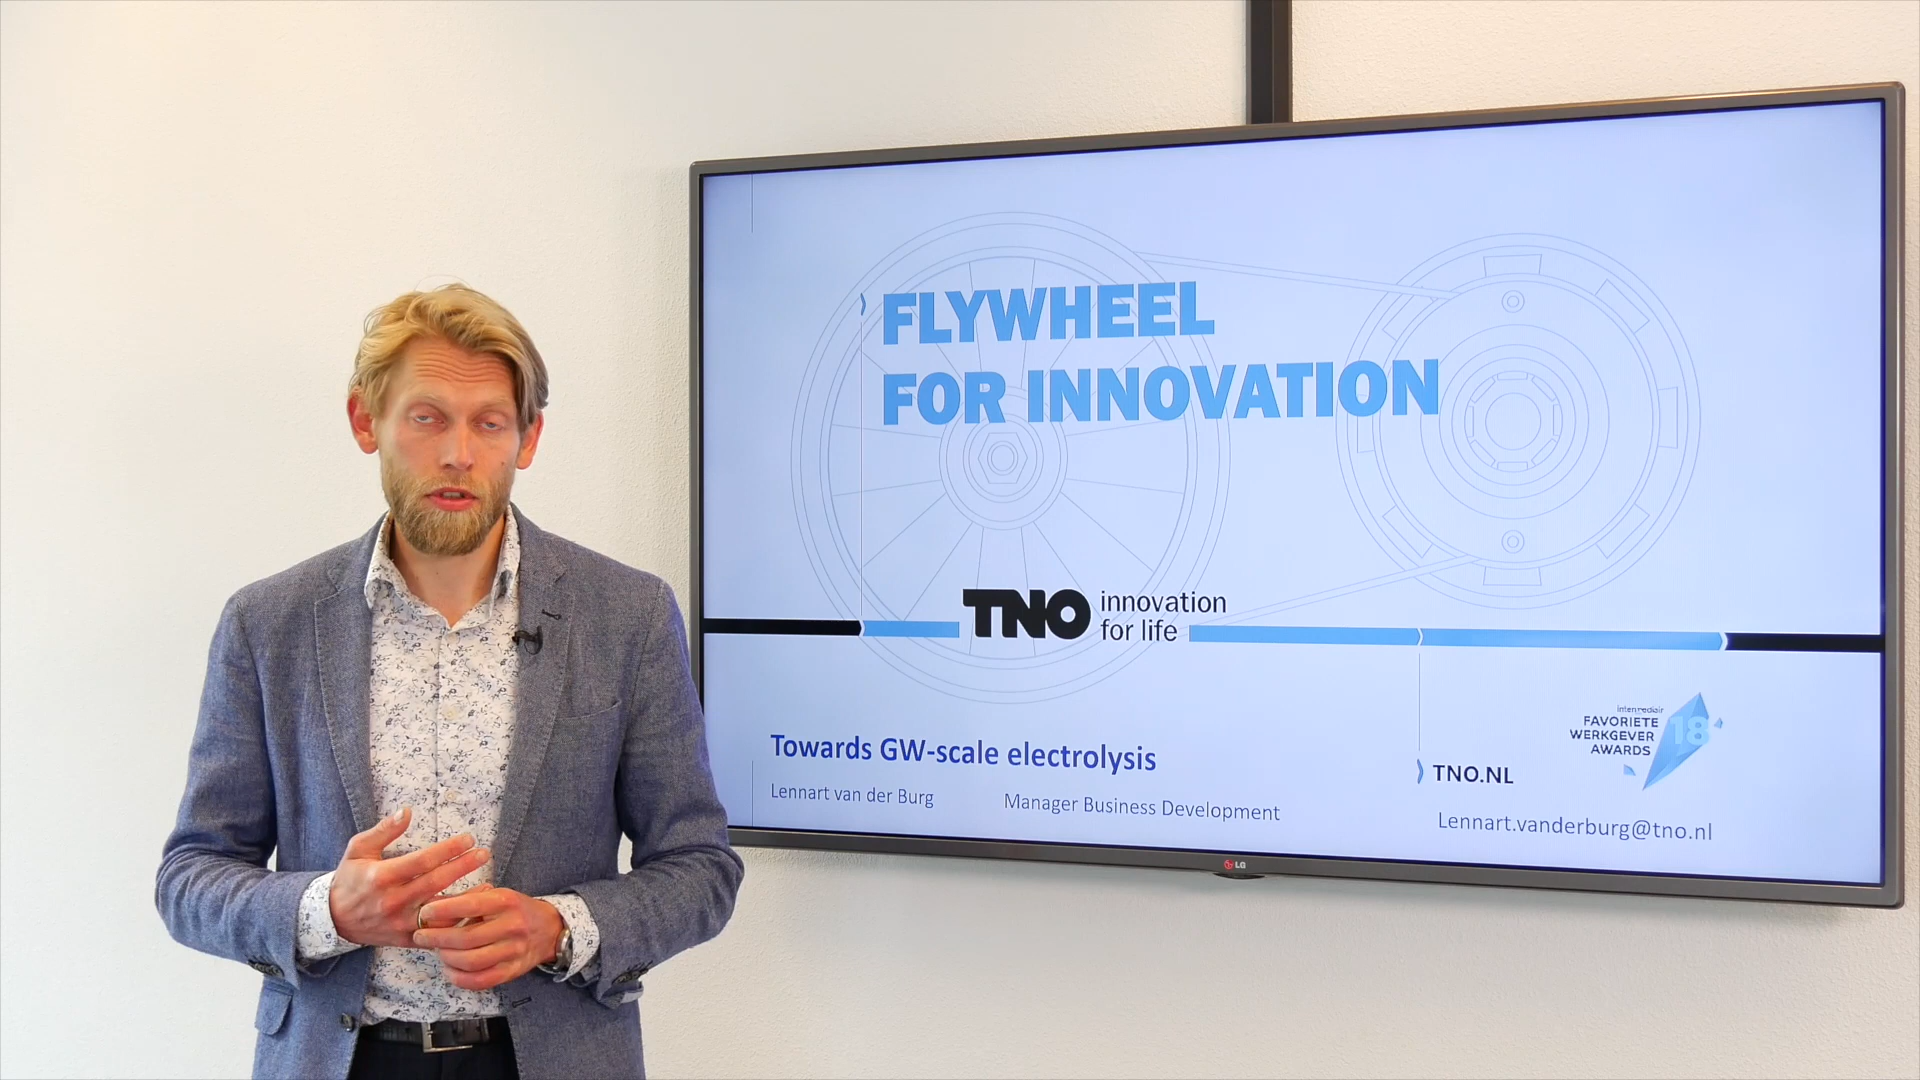 FLYWHEEL
FOR INNOVATION
TNO innovation
for life
intermediair
FAVORIETE
WERKGEVER
AWARDS
18
TNO.NL
Towards GW-scale electrolysis
Lennart van der Burg Manager Business Development
Lennart.vanderburg@tno.nl
LG